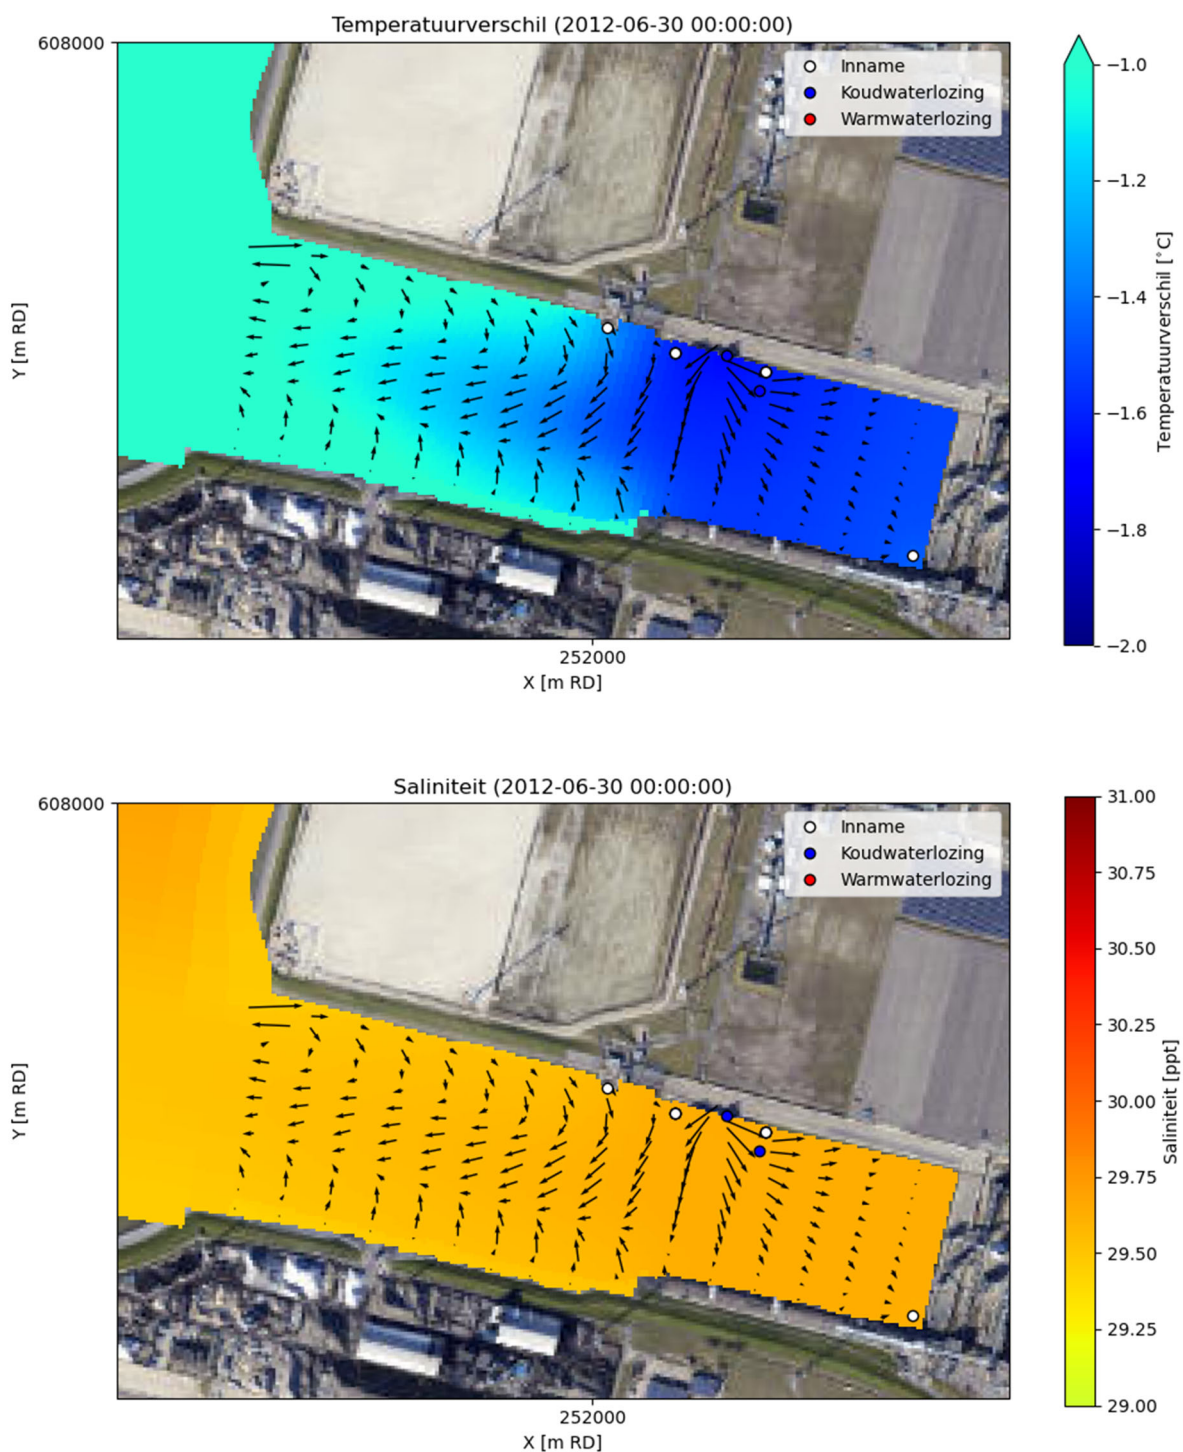 Temperatuurverschil (2012-06-30 00:00:00)
608000
Inname
Koudwaterlozing
Warmwaterlozing
Y [m RD]
252000
X [m RD]
−1.0
−1.2
−1.4
−1.6
−1.8
−2.0
Temperatuurverschil [°C]
Saliniteit (2012-06-30 00:00:00)
608000
Inname
Koudwaterlozing
Warmwaterlozing
Y [m RD]
252000
X [m RD]
31.00
30.75
30.50
30.25
30.00
29.75
29.50
29.25
29.00
Saliniteit [ppt]